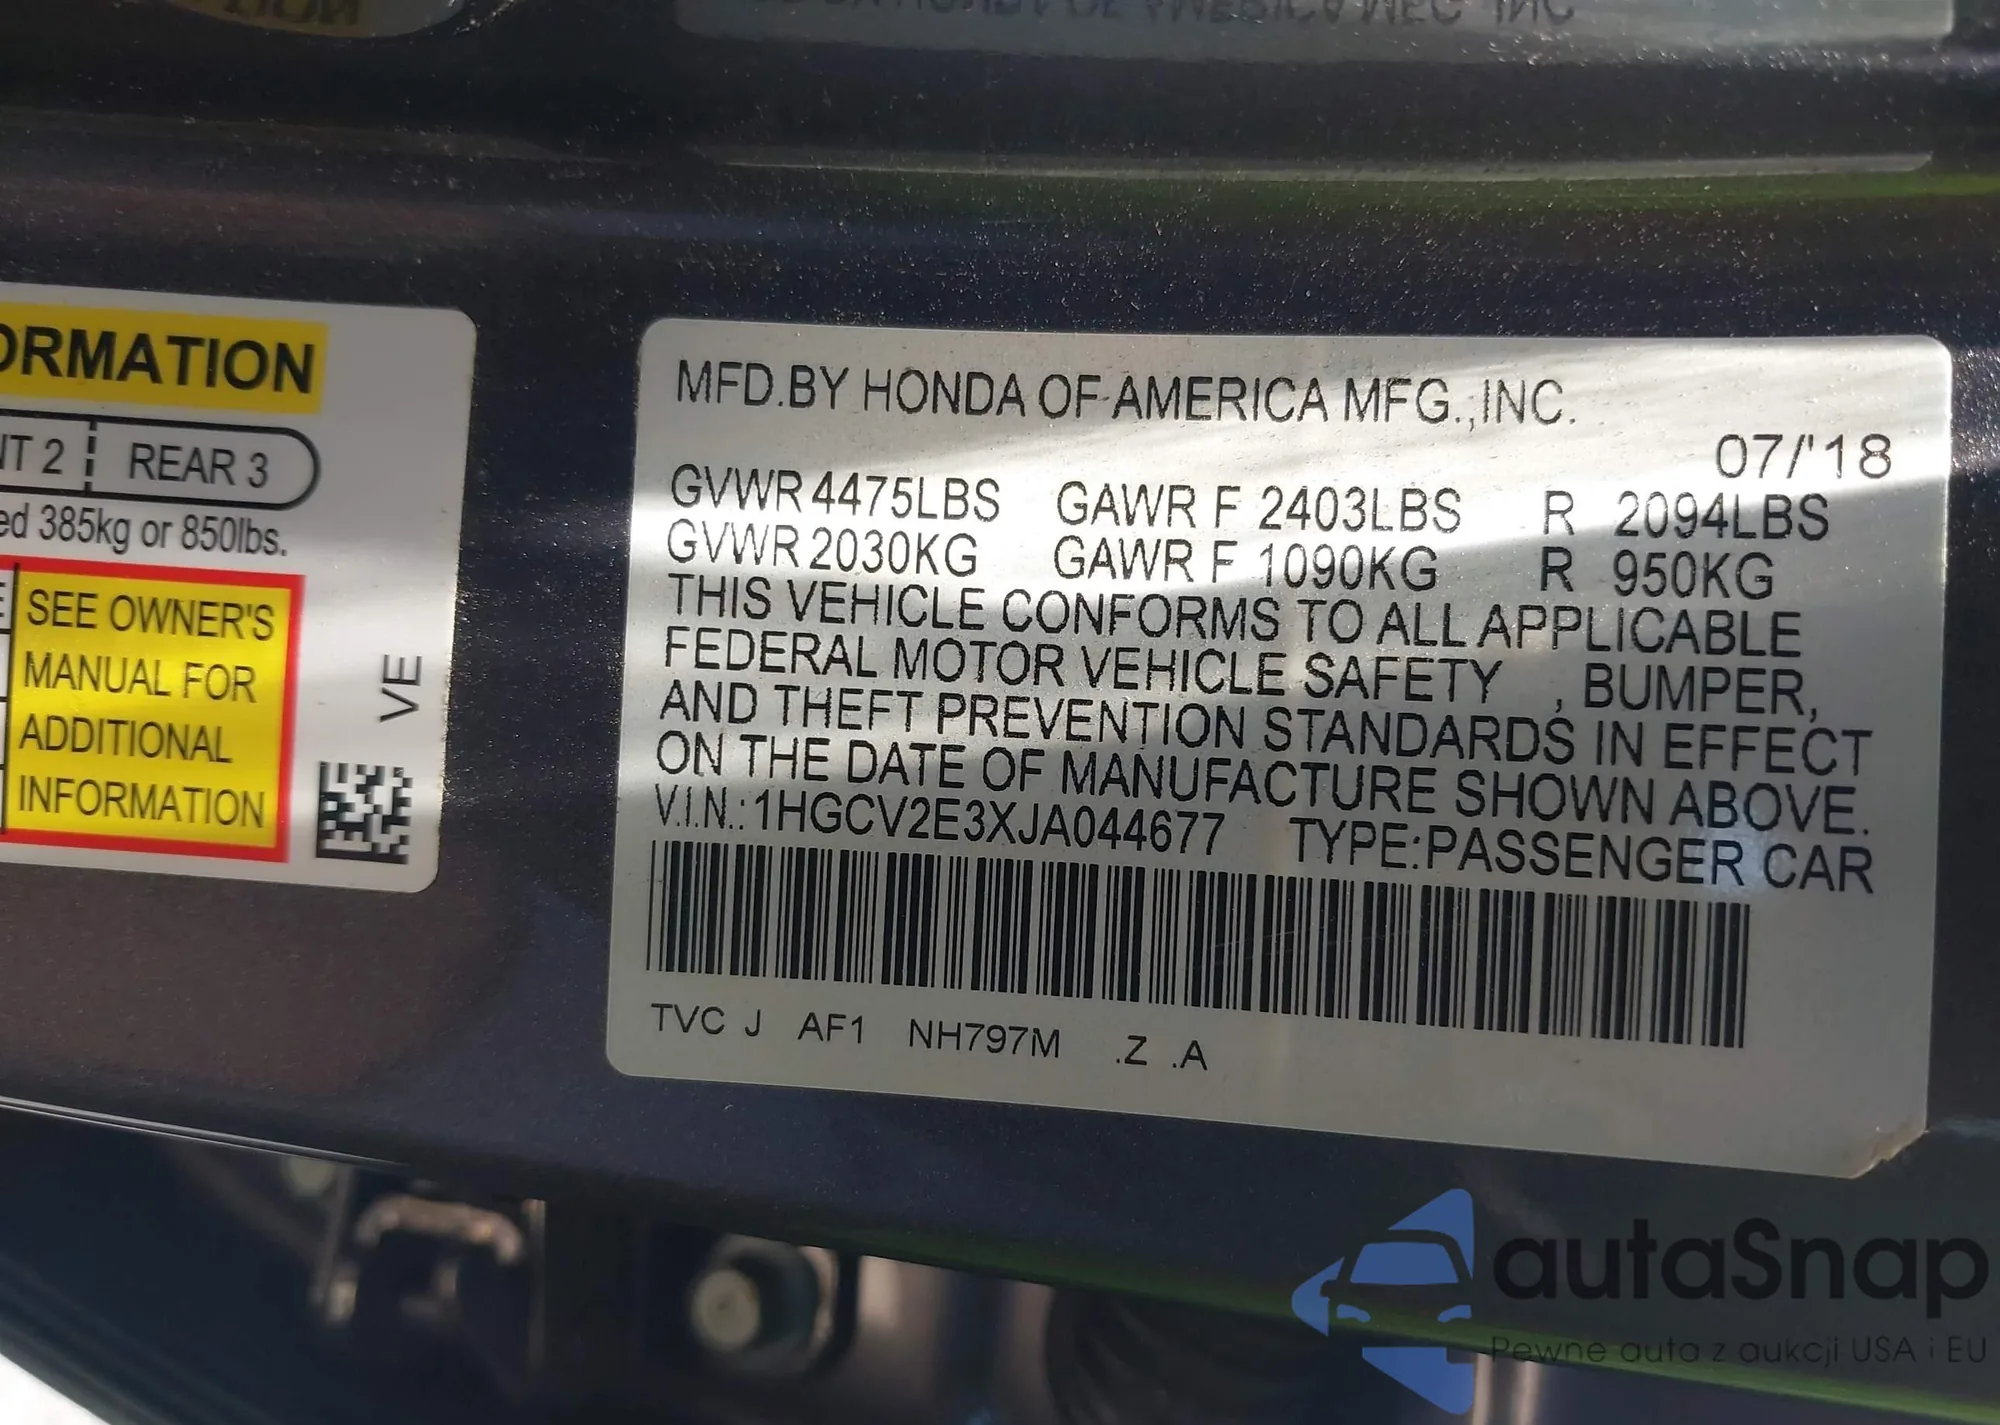 ORMATION
NT 2 REAR 3
ed 385kg or 850lbs.
SEE OWNER'S
MANUAL FOR
ADDITIONAL
INFORMATION
VE
MFD.BY HONDA OF AMERICA MFG.,INC.
07/'18
GVWR 4475LBS GAWR F 2403LBS R 2094LBS
GVWR 2030KG GAWR F 1090KG R 950KG
THIS VEHICLE CONFORMS TO ALL APPLICABLE
FEDERAL MOTOR VEHICLE SAFETY , BUMPER,
AND THEFT PREVENTION STANDARDS IN EFFECT
ON THE DATE OF MANUFACTURE SHOWN ABOVE.
V.I.N.: 1HGCV2E3XJA044677 TYPE:PASSENGER CAR
TVC J AF1 NH797M .Z .A
autaSnap
Pewne auta z aukcji USA i EU